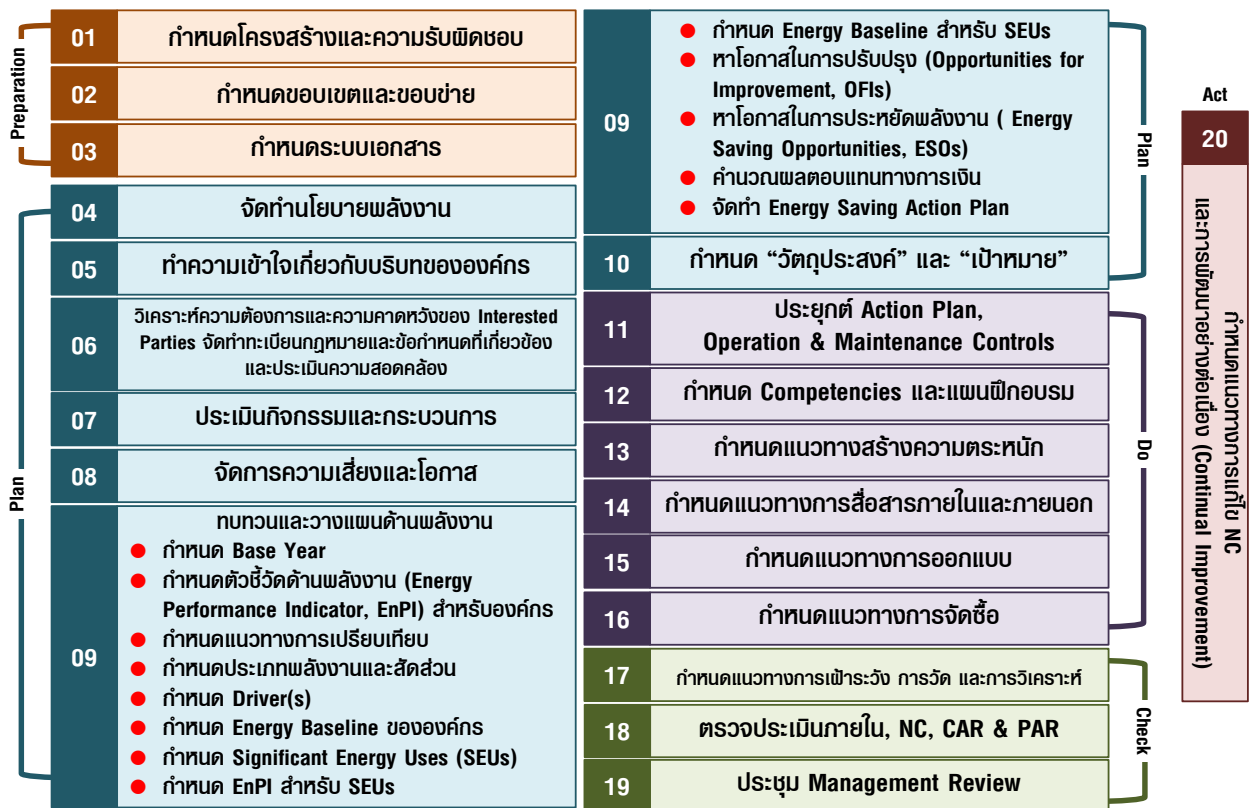 Preparation
01
กำหนดโครงสร้างและความรับผิดชอบ
02
กำหนดขอบเขตและขอบข่าย
03
กำหนดระบบเอกสาร
Plan
04
จัดทำนโยบายพลังงาน
05
ทำความเข้าใจเกี่ยวกับบริบทขององค์กร
06
วิเคราะห์ความต้องการและความคาดหวังของ Interested
Parties จัดทำทะเบียนกฎหมายและข้อกำหนดที่เกี่ยวข้อง
และประเมินความสอดคล้อง
07
ประเมินกิจกรรมและกระบวนการ
08
จัดการความเสี่ยงและโอกาส
09
ทบทวนและวางแผนด้านพลังงาน
● กำหนด Base Year
● กำหนดตัวชี้วัดด้านพลังงาน (Energy
Performance Indicator, EnPI) สำหรับองค์กร
● กำหนดแนวทางการเปรียบเทียบ
● กำหนดประเภทพลังงานและสัดส่วน
● กำหนด Driver(s)
● กำหนด Energy Baseline ขององค์กร
● กำหนด Significant Energy Uses (SEUs)
● กำหนด EnPI สำหรับ SEUs
09
● กำหนด Energy Baseline สำหรับ SEUs
● หาโอกาสในการปรับปรุง (Opportunities for
Improvement, OFIs)
● หาโอกาสในการประหยัดพลังงาน ( Energy
Saving Opportunities, ESOs)
● คำนวณผลตอบแทนทางการเงิน
● จัดทำ Energy Saving Action Plan
Plan
10
กำหนด “วัตถุประสงค์” และ “เป้าหมาย”
11
ประยุกต์ Action Plan,
Operation & Maintenance Controls
12
กำหนด Competencies และแผนฝึกอบรม
13
กำหนดแนวทางสร้างความตระหนัก
14
กำหนดแนวทางการสื่อสารภายในและภายนอก
15
กำหนดแนวทางการออกแบบ
16
กำหนดแนวทางการจัดซื้อ
Do
17
กำหนดแนวทางการเฝ้าระวัง การวัด และการวิเคราะห์
18
ตรวจประเมินภายใน, NC, CAR & PAR
19
ประชุม Management Review
Check
Act
20
กำหนดแนวทางการแก้ไข NC
และการพัฒนาอย่างต่อเนื่อง (Continual Improvement)